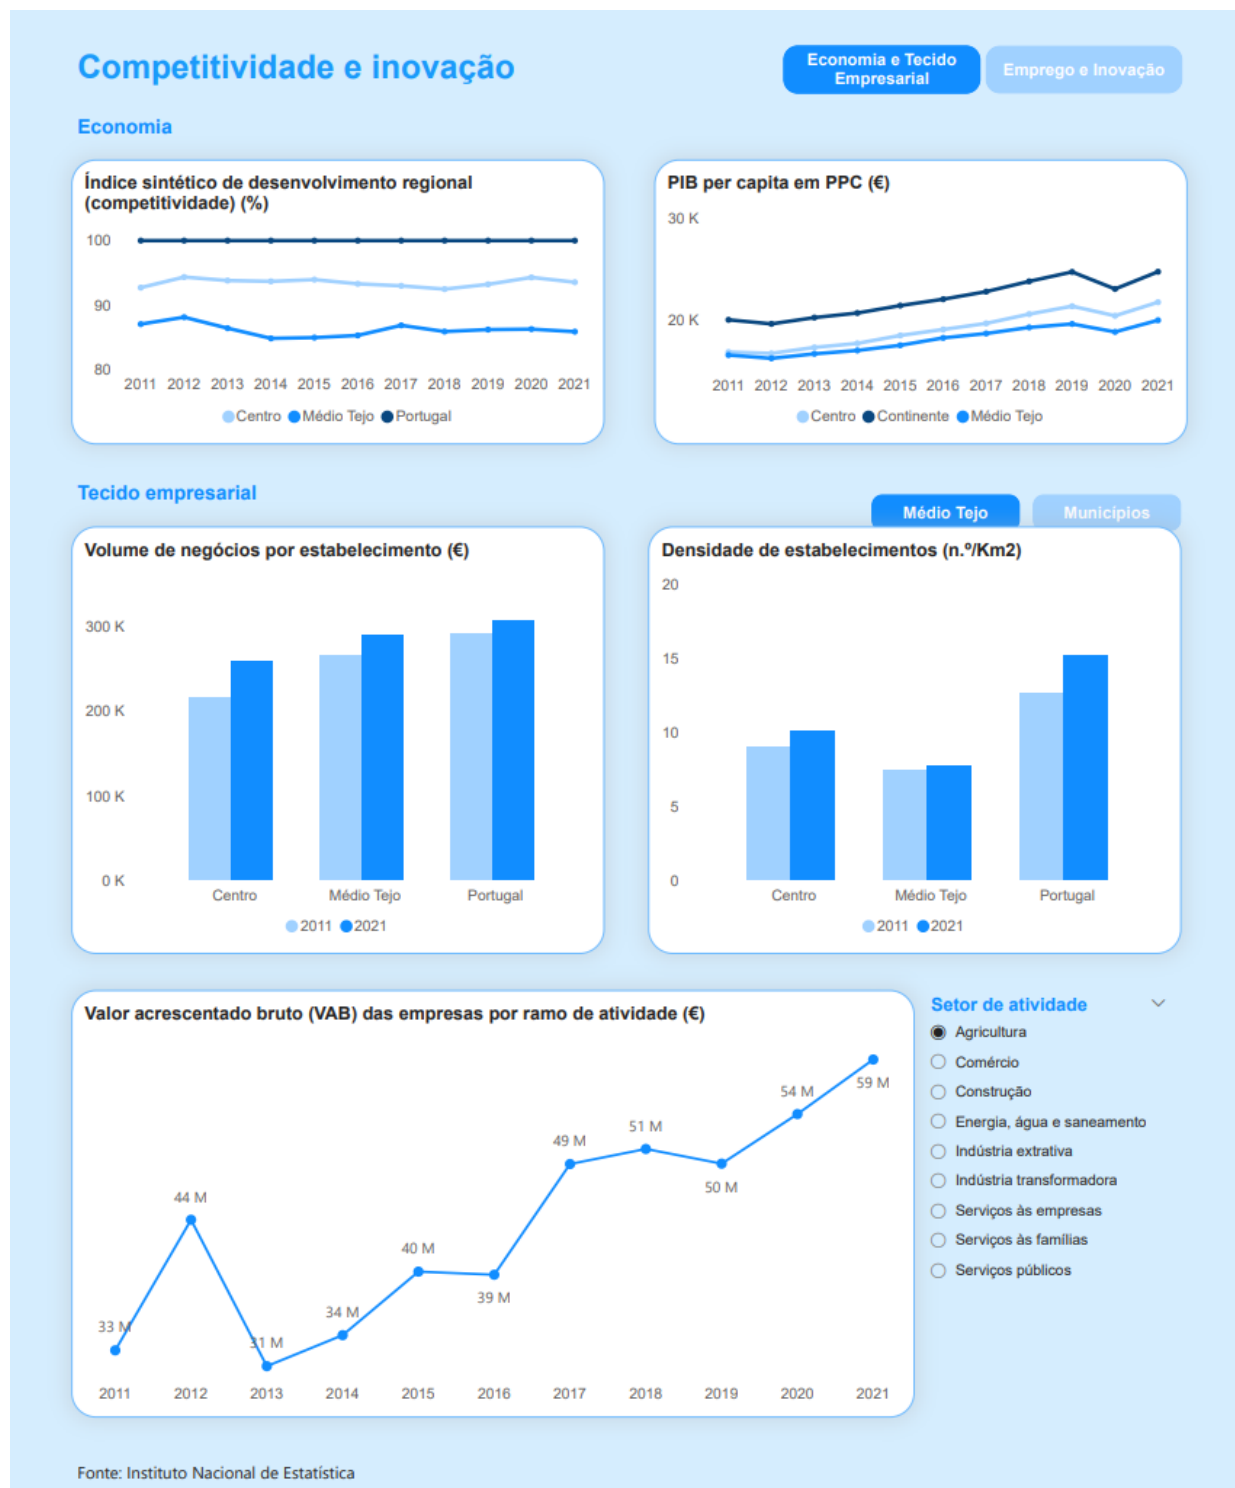 Competitividade e inovação
Economia e Tecido
Empresarial
Emprego e Inovação
Economia
Índice sintético de desenvolvimento regional
(competitividade) (%)
100
90
80
2011 2012 2013 2014 2015 2016 2017 2018 2019 2020 2021
Centro Médio Tejo Portugal
PIB per capita em PPC (€)
30 K
20 K
2011 2012 2013 2014 2015 2016 2017 2018 2019 2020 2021
Centro Continente Médio Tejo
Tecido empresarial
Médio Tejo
Municípios
Volume de negócios por estabelecimento (€)
300 K
200 K
100 K
0 K
Centro Médio Tejo Portugal
2011 2021
Densidade de estabelecimentos (n.º/Km2)
20
15
10
5
0
Centro Médio Tejo Portugal
2011 2021
Valor acrescentado bruto (VAB) das empresas por ramo de atividade (€)
33 M
44 M
31 M
34 M
40 M
39 M
49 M
51 M
50 M
54 M
59 M
2011 2012 2013 2014 2015 2016 2017 2018 2019 2020 2021
Setor de atividade
Agricultura
Comércio
Construção
Energia, água e saneamento
Indústria extrativa
Indústria transformadora
Serviços às empresas
Serviços às famílias
Serviços públicos
Fonte: Instituto Nacional de Estatística